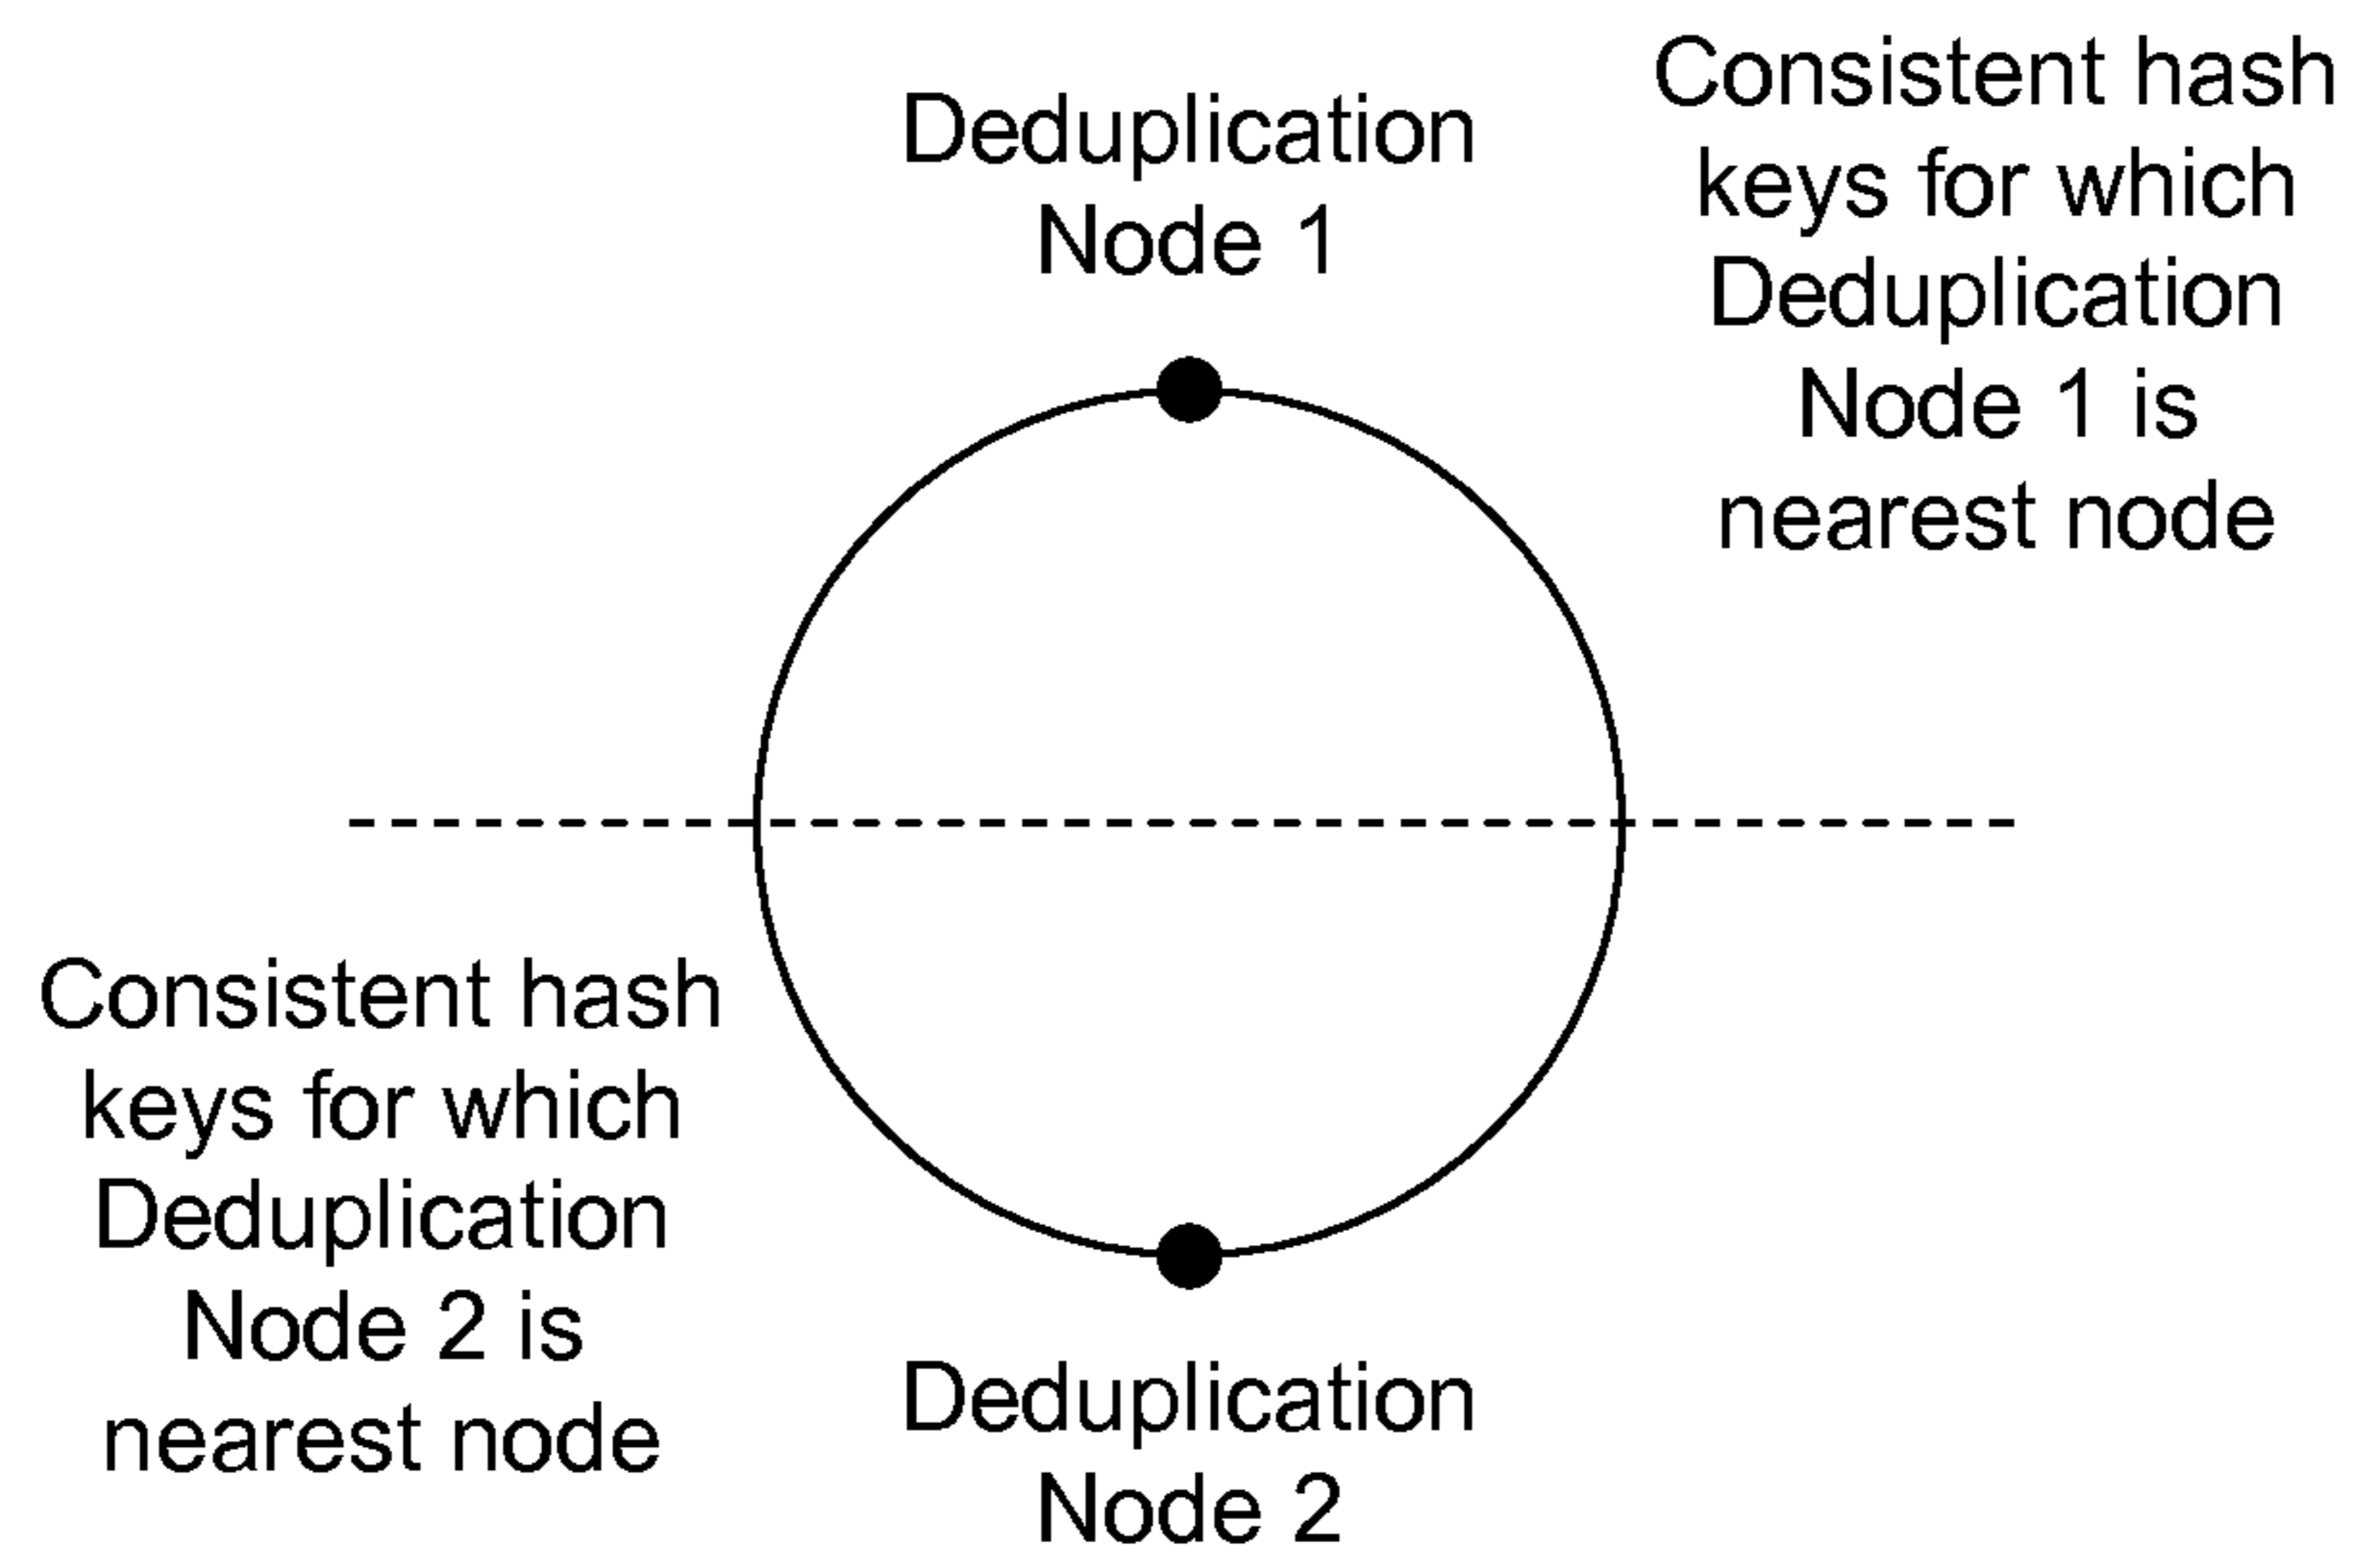 Deduplication
Node 1
Consistent hash
keys for which
Deduplication
Node 1 is
nearest node
Consistent hash
keys for which
Deduplication
Node 2 is
nearest node
Deduplication
Node 2